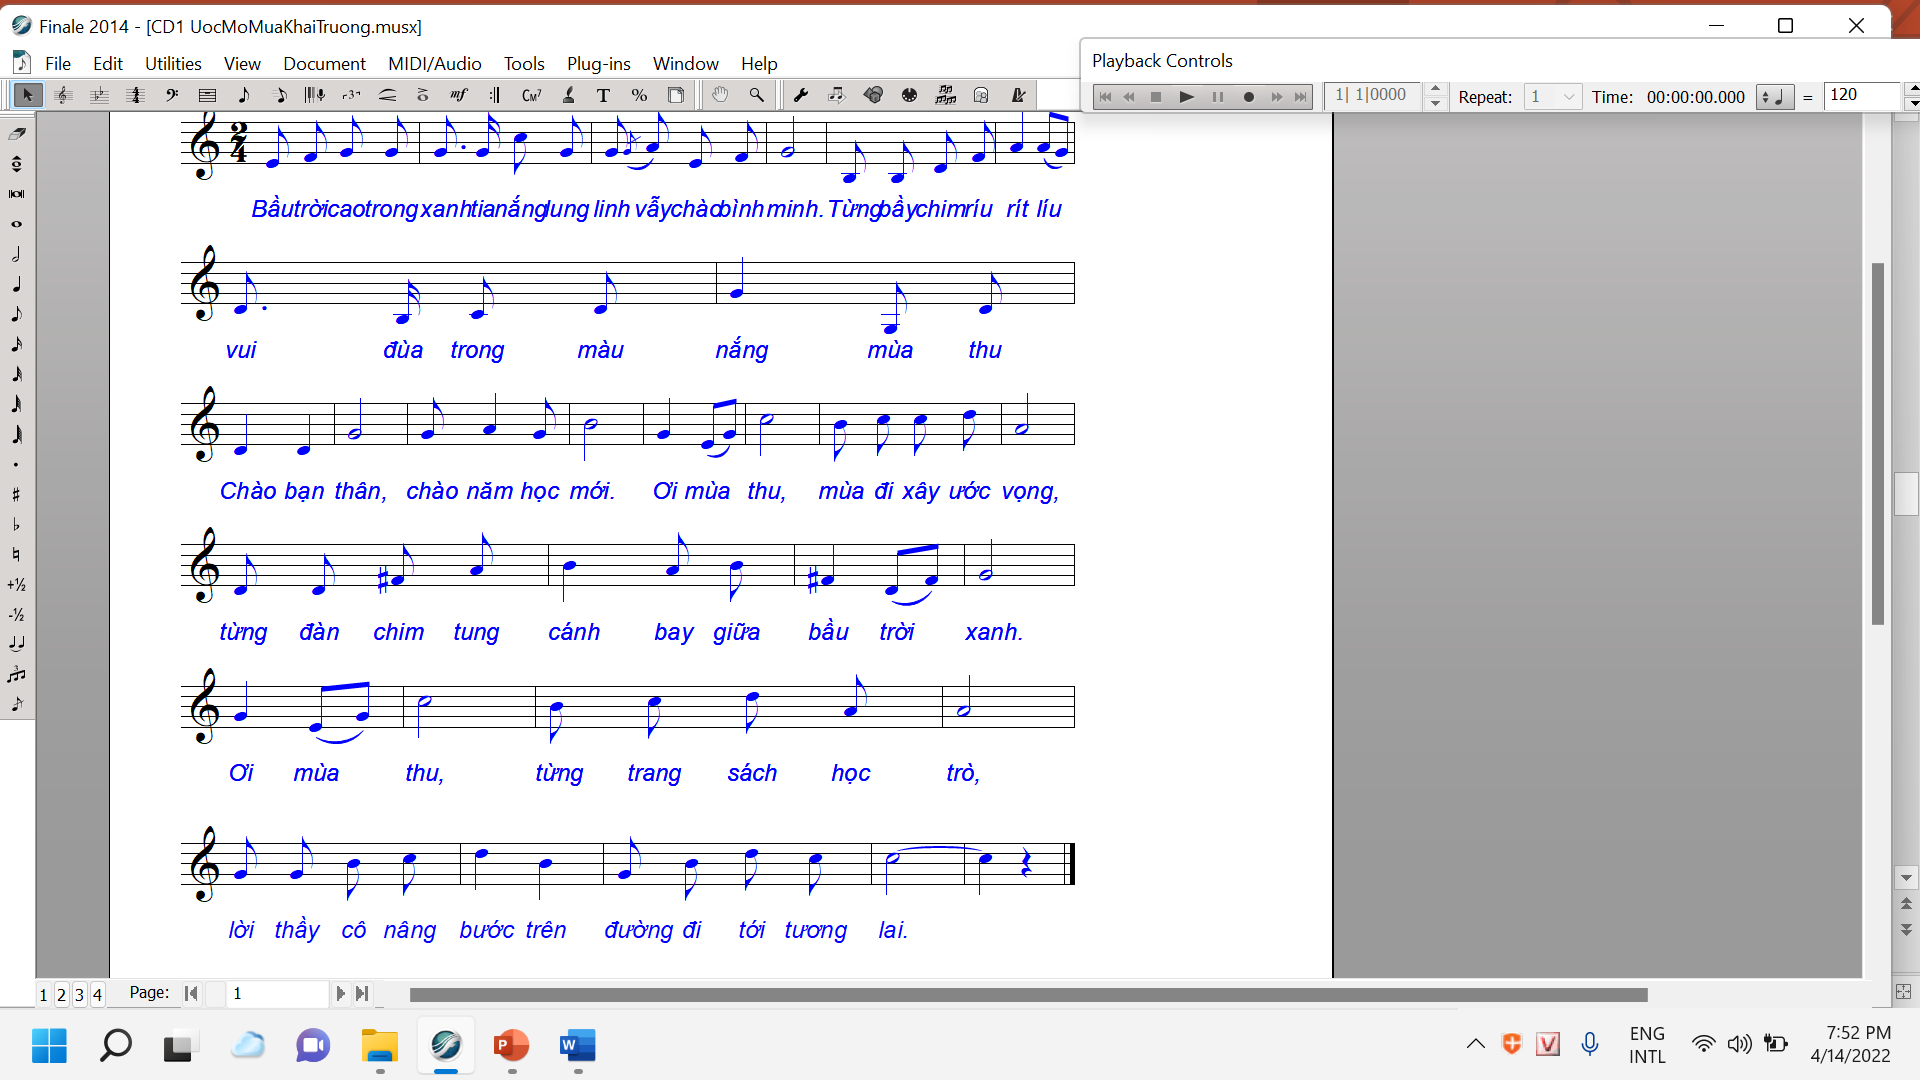 Finale 2014 - [CD1 UocMoMuaKhaiTruong.musx]
File Edit Utilities View Document MIDI/Audio Tools Plug-ins Window Help
Playback Controls
1| 1|0000 Repeat: 1 Time: 00:00:00.000 = 120
Bầu trời cao trong xanh tia nắng lung linh vẫy chào bình minh. Từng bầy chim ríu rít líu
vui đùa trong màu nắng mùa thu
Chào bạn thân, chào năm học mới. Ơi mùa thu, mùa đi xây ước vọng,
từng đàn chim tung cánh bay giữa bầu trời xanh.
Ơi mùa thu, từng trang sách học trò,
lời thầy cô nâng bước trên đường đi tới tương lai.
1 2 3 4 Page: 1
ENG
INTL
7:52 PM
4/14/2022